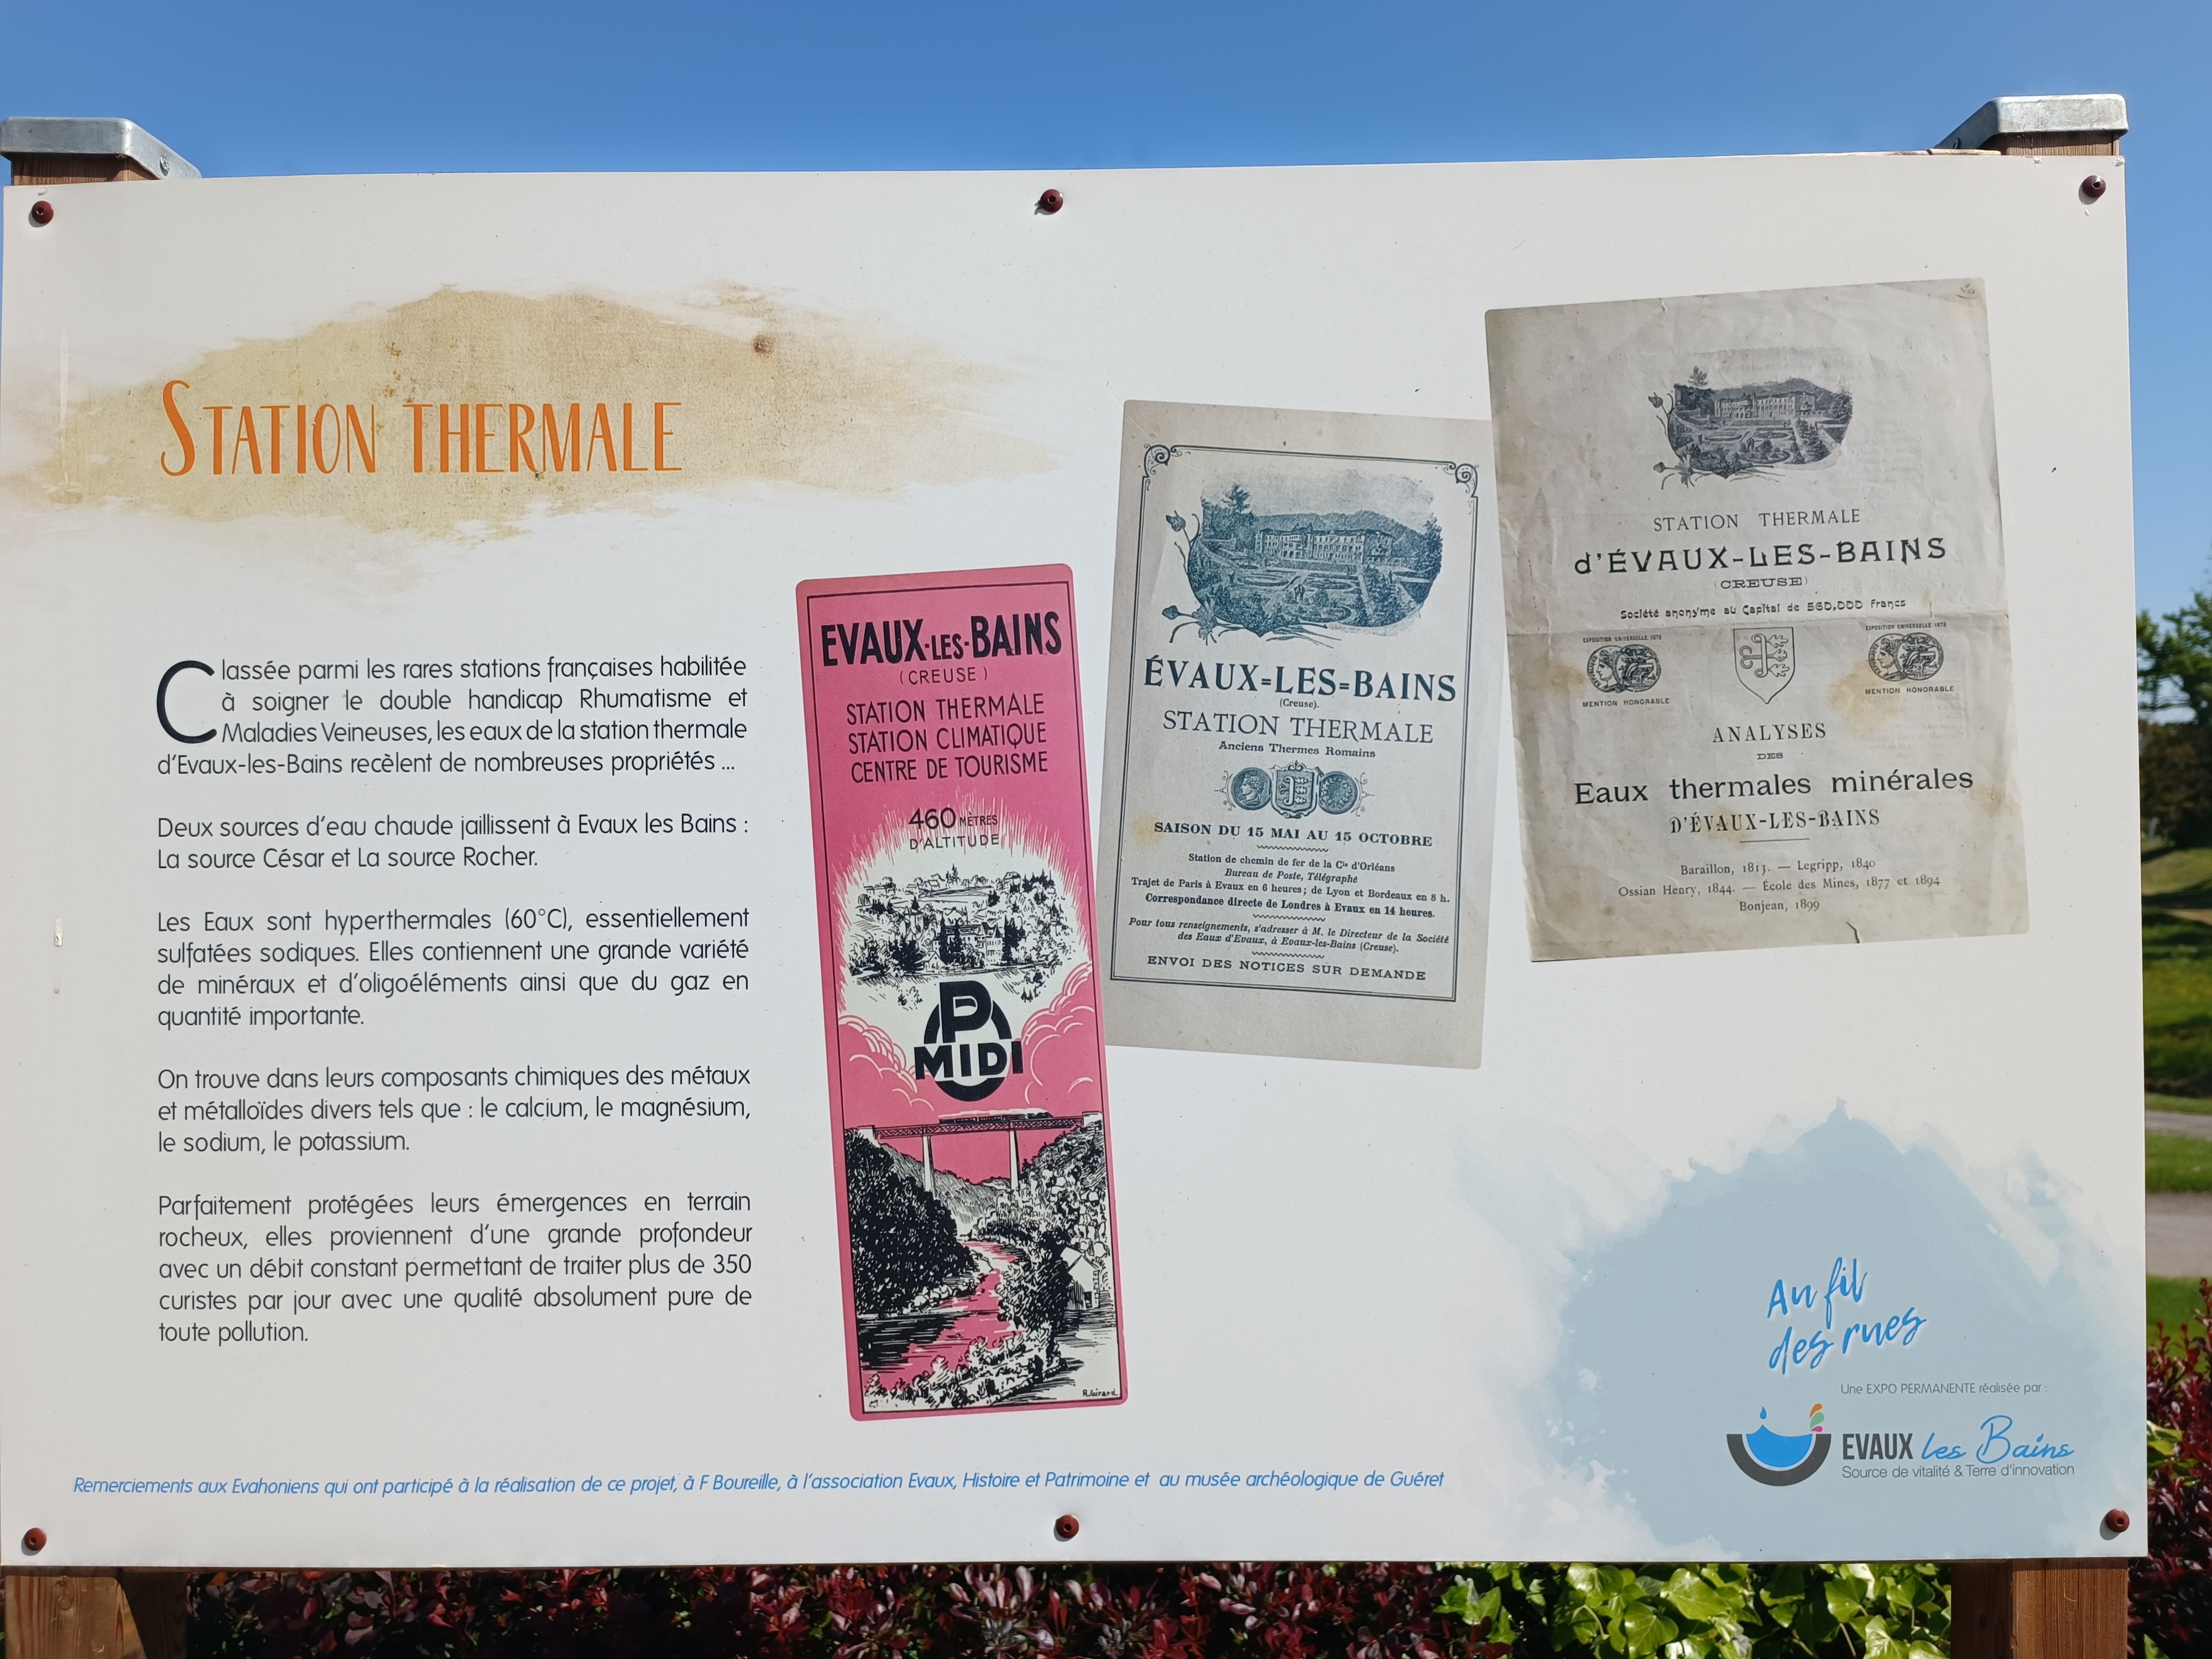 STATION THERMALE
Classée parmi les rares stations françaises habilitée
à soigner le double handicap Rhumatisme et
Maladies Veineuses, les eaux de la station thermale
d'Evaux-les-Bains recèlent de nombreuses propriétés ...
Deux sources d'eau chaude jaillissent à Evaux les Bains :
La source César et La source Rocher.
Les Eaux sont hyperthermales (60°C), essentiellement
sulfatées sodiques. Elles contiennent une grande variété
de minéraux et d'oligoéléments ainsi que du gaz en
quantité importante.
On trouve dans leurs composants chimiques des métaux
et métalloïdes divers tels que : le calcium, le magnésium,
le sodium, le potassium.
Parfaitement protégées leurs émergences en terrain
rocheux, elles proviennent d'une grande profondeur
avec un débit constant permettant de traiter plus de 350
curistes par jour avec une qualité absolument pure de
toute pollution.
EVAUX-LES-BAINS
(CREUSE)
STATION THERMALE
STATION CLIMATIQUE
CENTRE DE TOURISME
460 MÈTRES
D'ALTITUDE
PO
MIDI
R. Girard
ÉVAUX=LES=BAINS
(Creuse).
STATION THERMALE
Anciens Thermes Romains
SAISON DU 15 MAI AU 15 OCTOBRE
Station de chemin de fer de la Cie d'Orléans
Bureau de Poste, Télégraphe
Trajet de Paris à Evaux en 6 heures ; de Lyon et Bordeaux en 8 h.
Correspondance directe de Londres à Evaux en 14 heures.
Pour tous renseignements, s'adresser à M. le Directeur de la Société
des Eaux d'Evaux, à Evaux-les-Bains (Creuse).
ENVOI DES NOTICES SUR DEMANDE
STATION THERMALE
d'ÉVAUX-LES-BAINS
(CREUSE)
Société anonyme au Capital de 560,000 Francs
EXPOSITION UNIVERSELLE 1878
MENTION HONORABLE
EXPOSITION UNIVERSELLE 1878
MENTION HONORABLE
ANALYSES
DES
Eaux thermales minérales
D'ÉVAUX-LES-BAINS
Baraillon, 1813. — Legripp, 1840
Ossian Henry, 1844. — École des Mines, 1877 et 1894
Bonjean, 1899
Au fil
des rues
Une EXPO PERMANENTE réalisée par :
EVAUX les Bains
Source de vitalité & Terre d'innovation
Remerciements aux Evahoniens qui ont participé à la réalisation de ce projet, à F Boureille, à l'association Evaux, Histoire et Patrimoine et au musée archéologique de Guéret